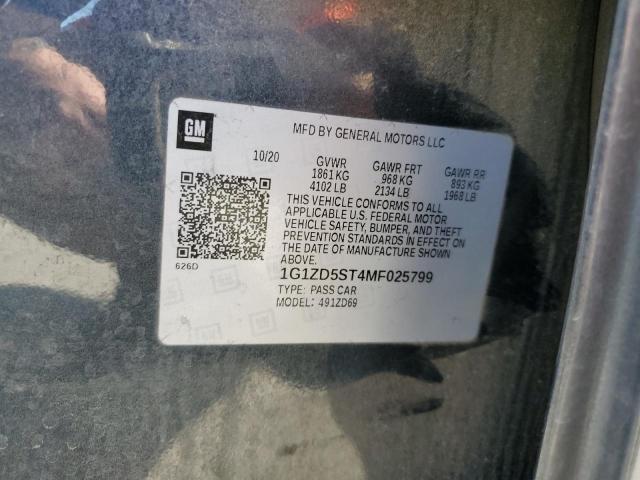 GM
MFD BY GENERAL MOTORS LLC
10/20 GVWR GAWR FRT GAWR RR
1861 KG 968 KG 893 KG
4102 LB 2134 LB 1968 LB
THIS VEHICLE CONFORMS TO ALL
APPLICABLE U.S. FEDERAL MOTOR
VEHICLE SAFETY, BUMPER, AND THEFT
PREVENTION STANDARDS IN EFFECT ON
THE DATE OF MANUFACTURE SHOWN
ABOVE.
626D
1G1ZD5ST4MF025799
TYPE: PASS CAR
MODEL: 491ZD69